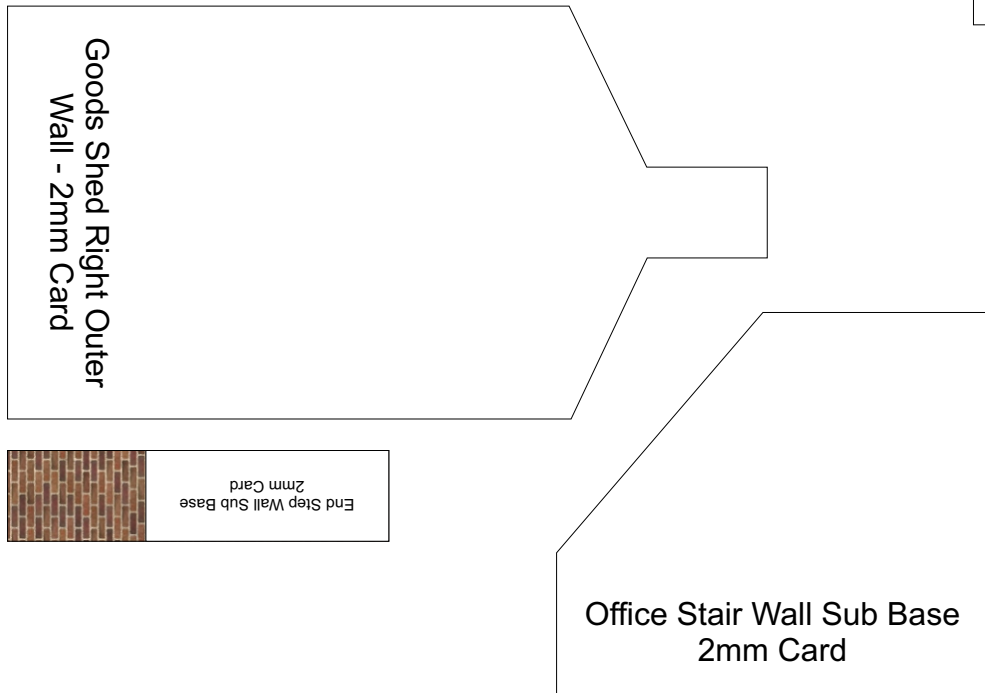 Goods Shed Right Outer
Wall - 2mm Card
End Step Wall Sub Base
2mm Card
Office Stair Wall Sub Base
2mm Card